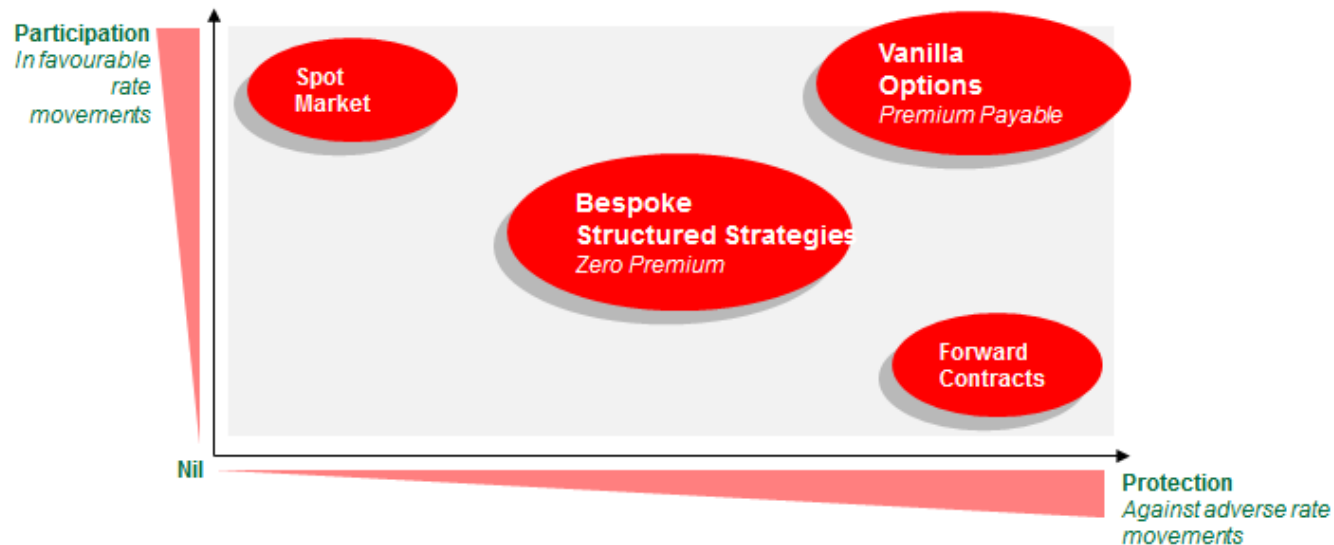 Participation
In favourable
rate
movements
Spot
Market
Vanilla
Options
Premium Payable
Bespoke
Structured Strategies
Zero Premium
Forward
Contracts
Nil
Protection
Against adverse rate
movements